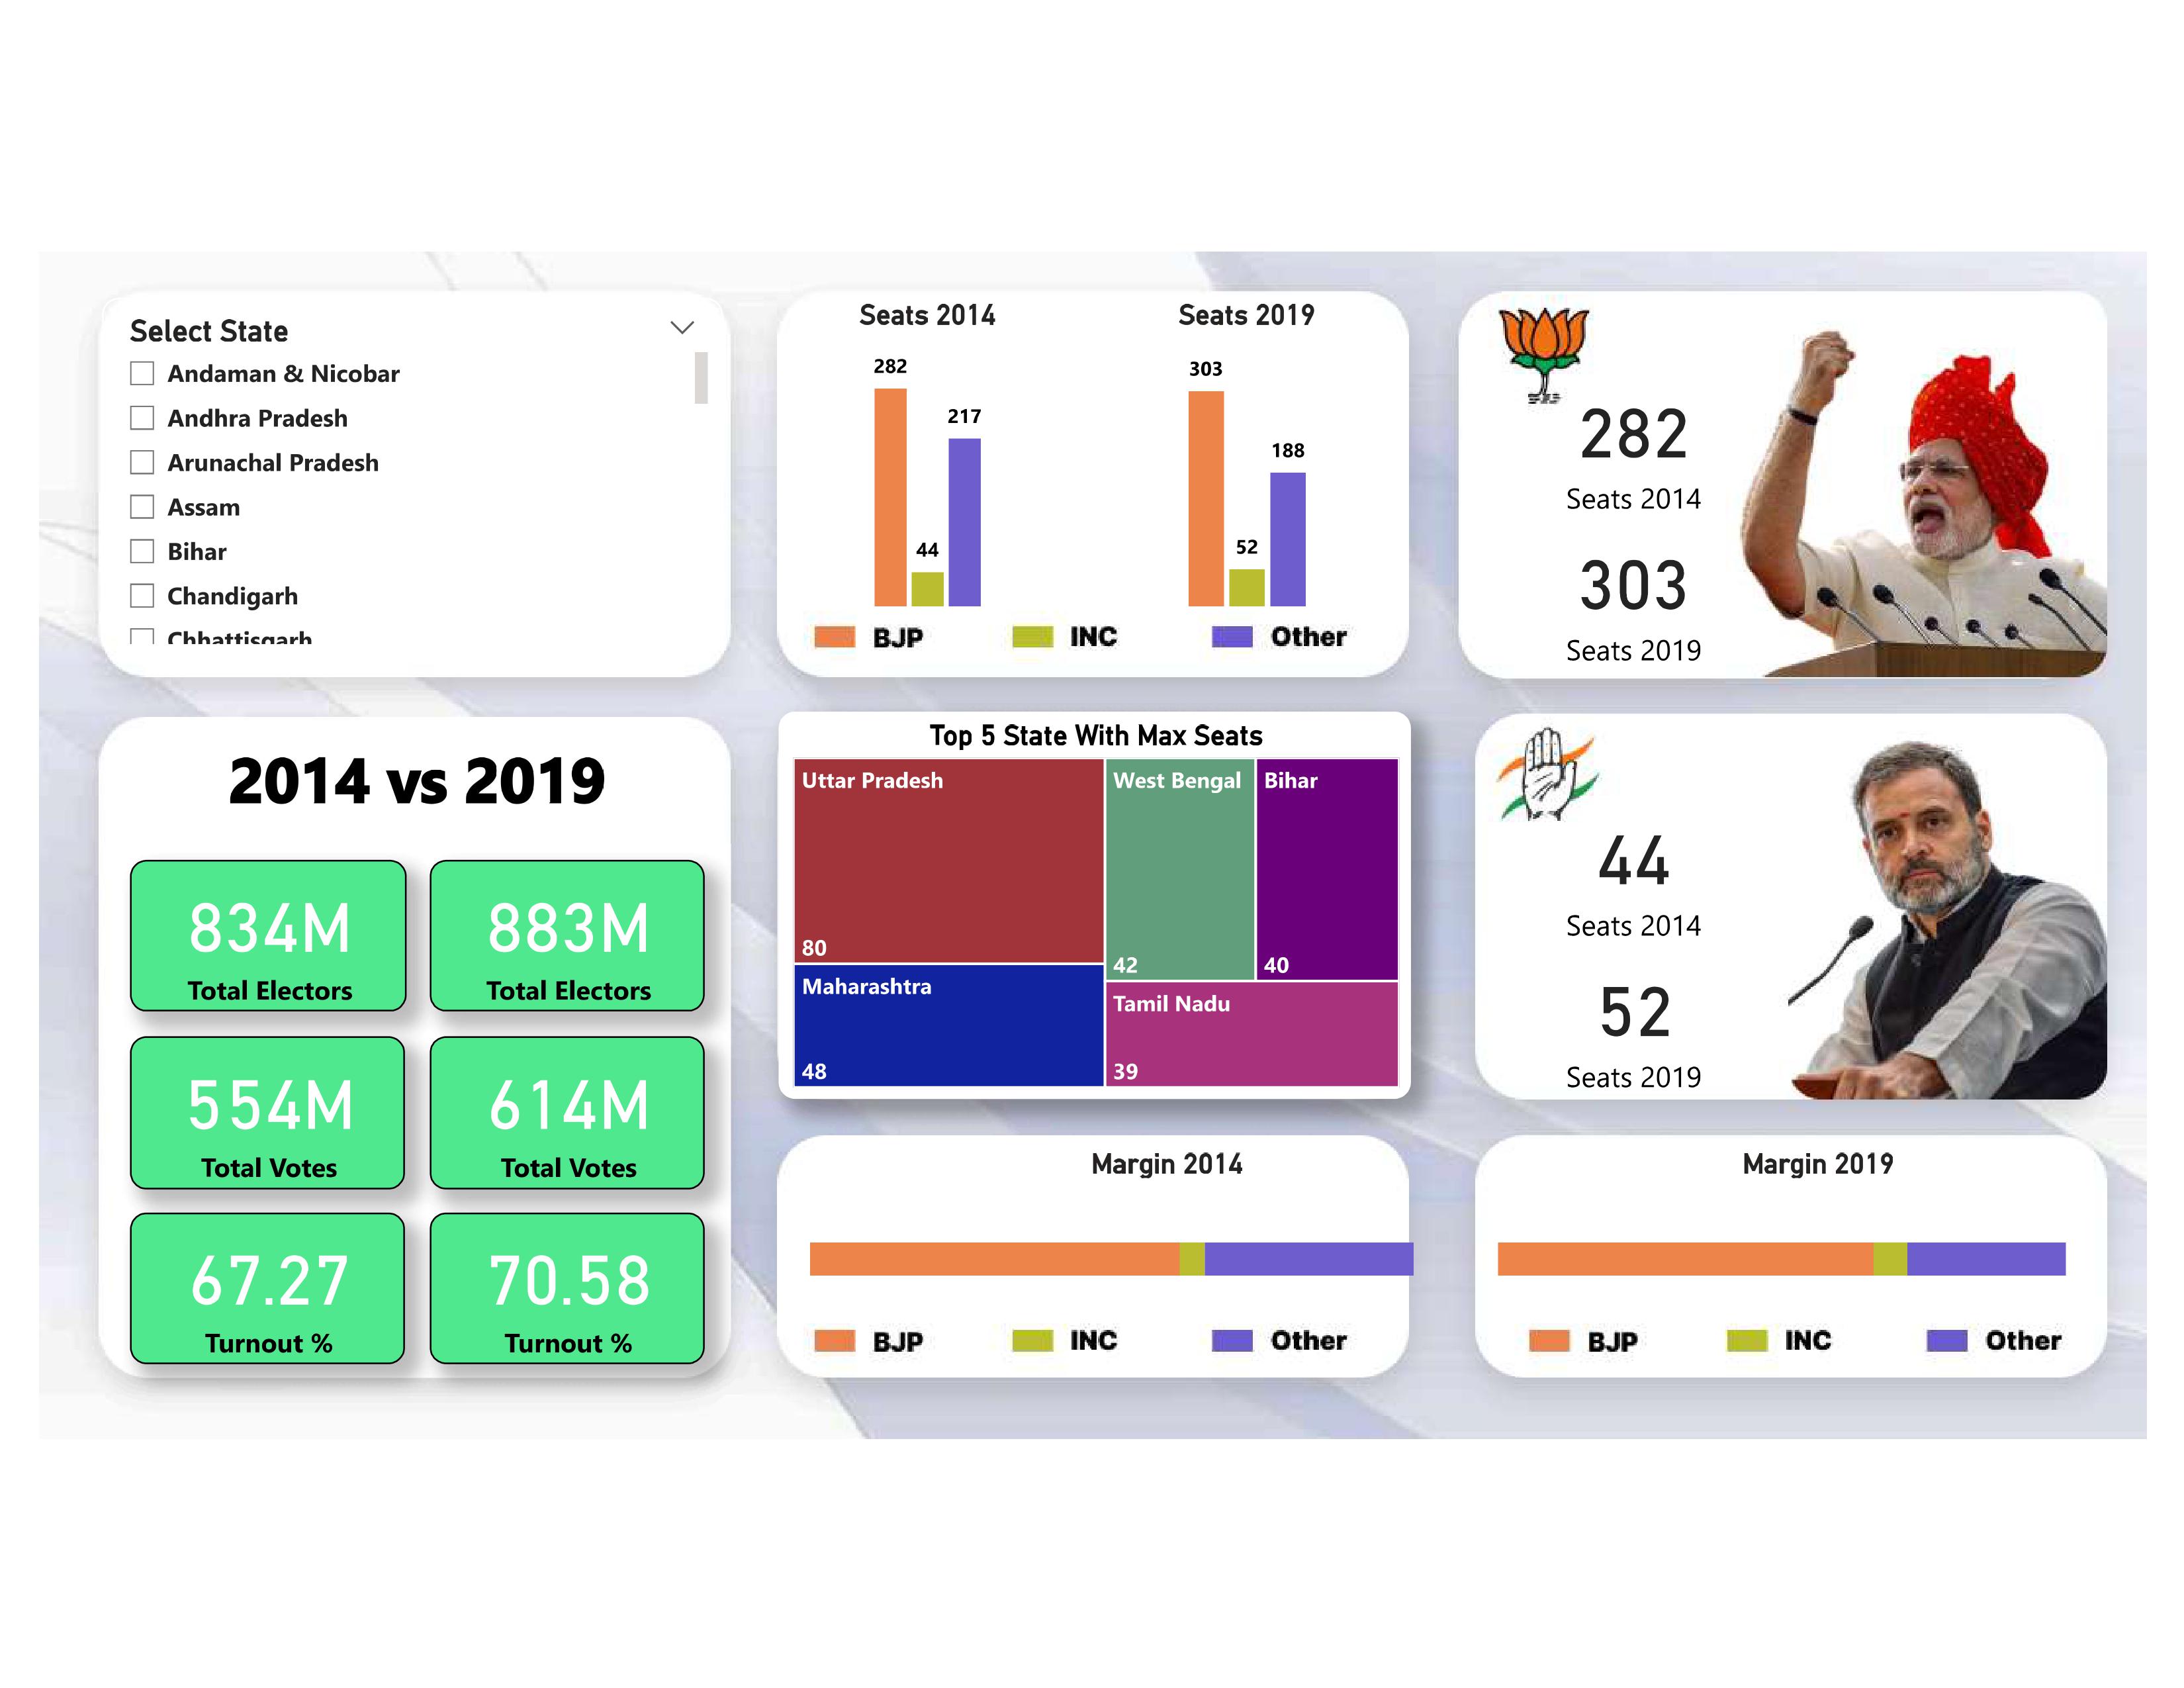 Select State
Andaman & Nicobar
Andhra Pradesh
Arunachal Pradesh
Assam
Bihar
Chandigarh
Chhattisgarh
Seats 2014
282
44
217
Seats 2019
303
52
188
BJP INC Other
282
Seats 2014
303
Seats 2019
2014 vs 2019
834M
Total Electors
883M
Total Electors
554M
Total Votes
614M
Total Votes
67.27
Turnout %
70.58
Turnout %
Top 5 State With Max Seats
Uttar Pradesh
80
Maharashtra
48
West Bengal
42
Bihar
40
Tamil Nadu
39
44
Seats 2014
52
Seats 2019
Margin 2014
BJP INC Other
Margin 2019
BJP INC Other